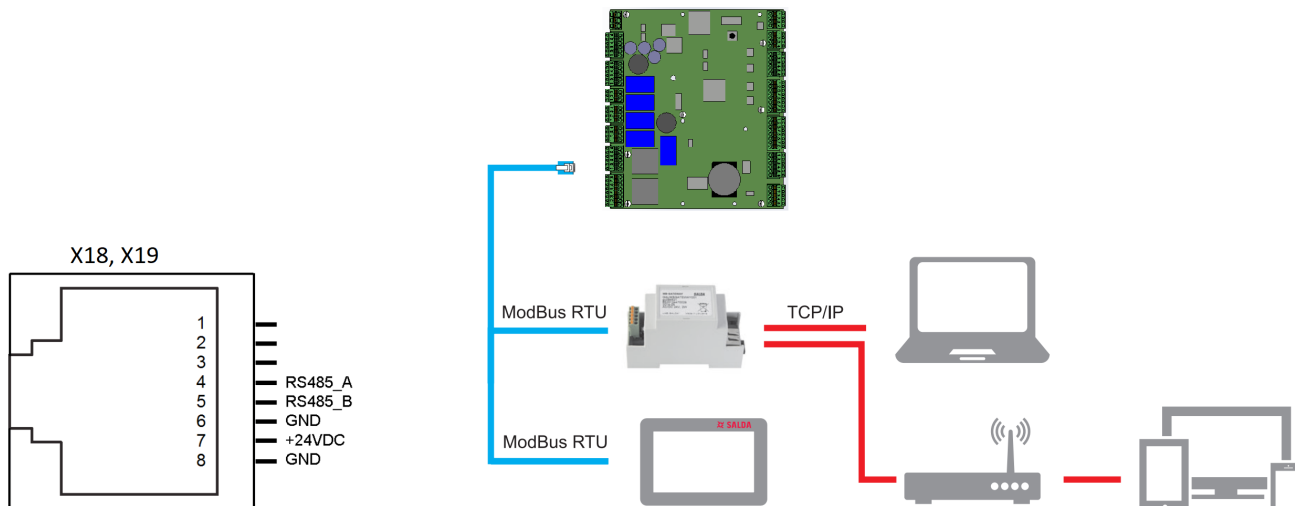 X18, X19
1
2
3
4 RS485_A
5 RS485_B
6 GND
7 +24VDC
8 GND
ModBus RTU
TCP/IP
ModBus RTU
SALDA